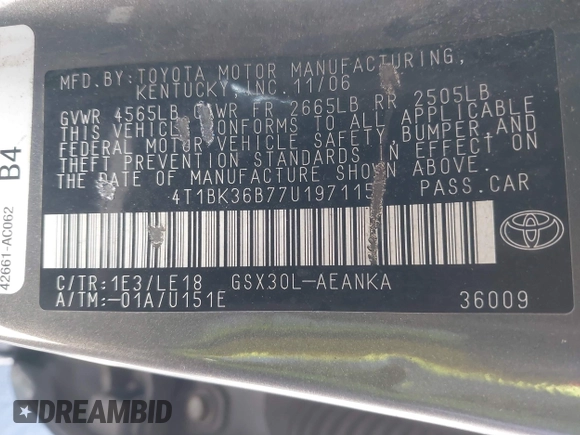 MFD. BY: TOYOTA MOTOR MANUFACTURING,
KENTUCKY, INC. 11/06
GVWR 4565LB GAWR FR 2665LB RR 2505LB
THIS VEHICLE CONFORMS TO ALL APPLICABLE
FEDERAL MOTOR VEHICLE SAFETY, BUMPER, AND
THEFT PREVENTION STANDARDS IN EFFECT ON
THE DATE OF MANUFACTURE SHOWN ABOVE.
4T1BK36B77U197115 PASS. CAR
C/TR: 1E3/LE18 GSX30L-AEANKA
A/TM:-01A/U151E 36009
TOYOTA
42661-AC062 B4
DREAMBID